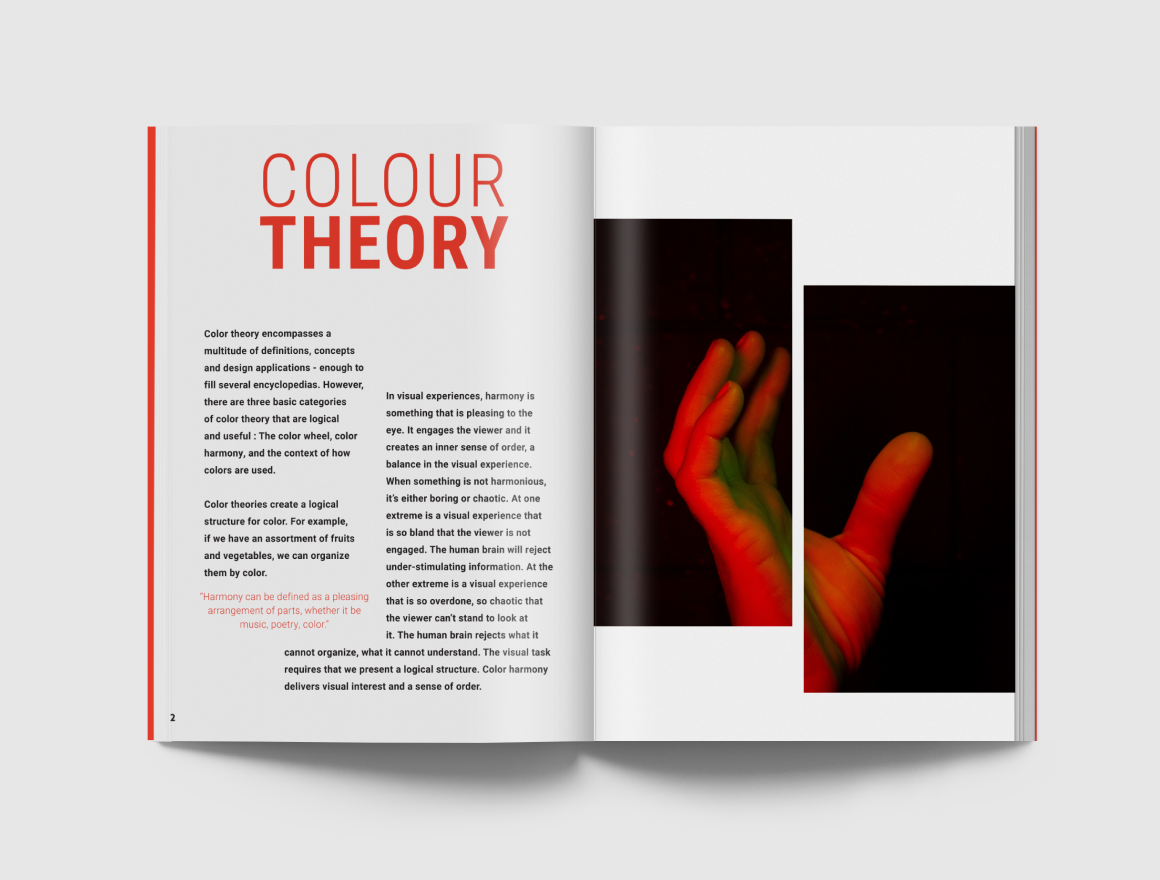 COLOUR
THEORY
Color theory encompasses a
multitude of definitions, concepts
and design applications - enough to
fill several encyclopedias. However,
there are three basic categories
of color theory that are logical
and useful : The color wheel, color
harmony, and the context of how
colors are used.
Color theories create a logical
structure for color. For example,
if we have an assortment of fruits
and vegetables, we can organize
them by color.
“Harmony can be defined as a pleasing
arrangement of parts, whether it be
music, poetry, color.”
In visual experiences, harmony is
something that is pleasing to the
eye. It engages the viewer and it
creates an inner sense of order, a
balance in the visual experience.
When something is not harmonious,
it’s either boring or chaotic. At one
extreme is a visual experience that
is so bland that the viewer is not
engaged. The human brain will reject
under-stimulating information. At the
other extreme is a visual experience
that is so overdone, so chaotic that
the viewer can’t stand to look at
it. The human brain rejects what it
cannot organize, what it cannot understand. The visual task
requires that we present a logical structure. Color harmony
delivers visual interest and a sense of order.
2